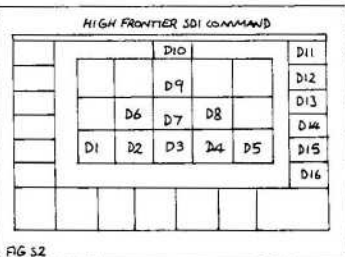 HIGH FRONTIER SDI COMMAND
D10 D11
D12
D9
D13
D6 D7 D8
D14
D1 D2 D3 D4 D5 D15
D16
FIG S2